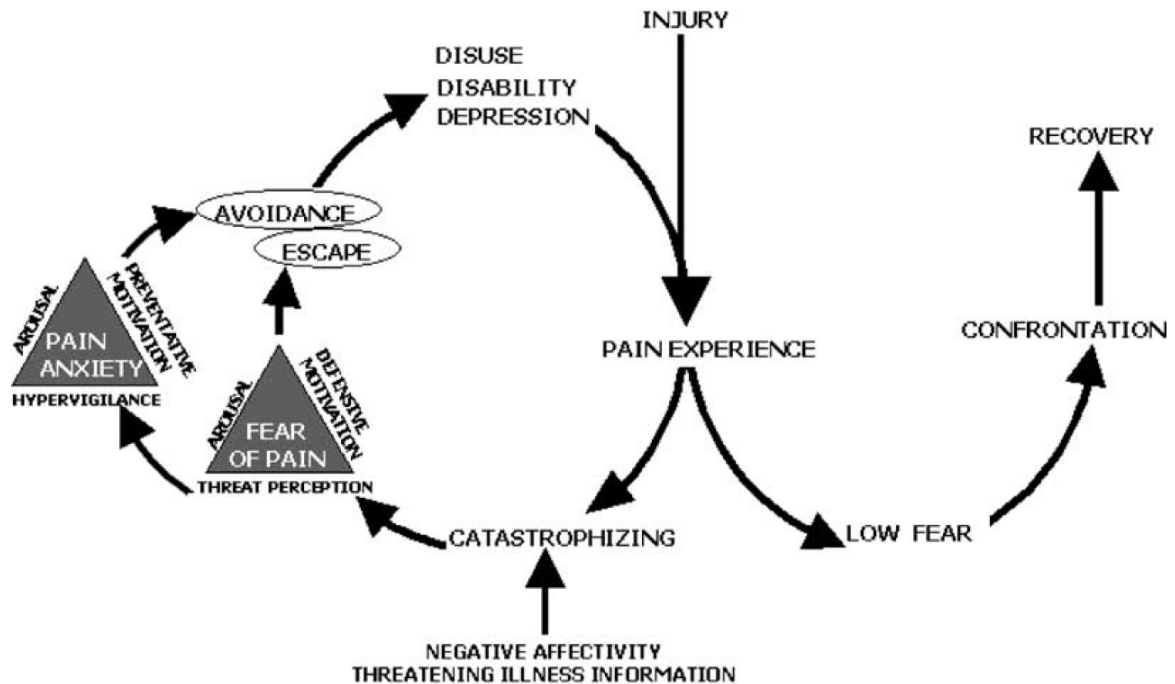 INJURY
DISUSE
DISABILITY
DEPRESSION
RECOVERY
AVOIDANCE
ESCAPE
AROUSAL
PREVENTATIVE
MOTIVATION
PAIN
ANXIETY
HYPERVIGILANCE
AROUSAL
DEFENSIVE
MOTIVATION
FEAR
OF PAIN
THREAT PERCEPTION
PAIN EXPERIENCE
CONFRONTATION
CATASTROPHIZING
LOW FEAR
NEGATIVE AFFECTIVITY
THREATENING ILLNESS INFORMATION